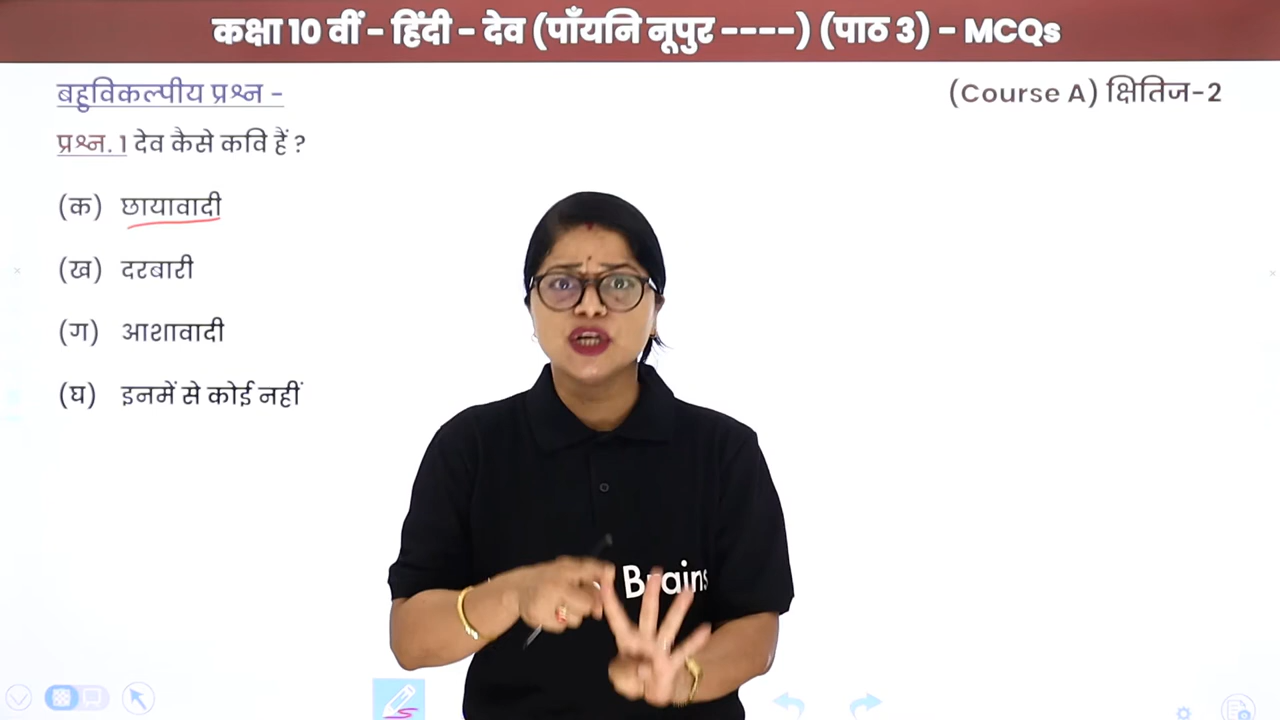 कक्षा 10 वीं - हिंदी - देव (पाँयनि नूपुर ----) (पाठ 3) - MCQs
बहुविकल्पीय प्रश्न -
(Course A) क्षितिज-2
प्रश्न. 1 देव कैसे कवि हैं ?
(क) छायावादी
(ख) दरबारी
(ग) आशावादी
(घ) इनमें से कोई नहीं
Brains